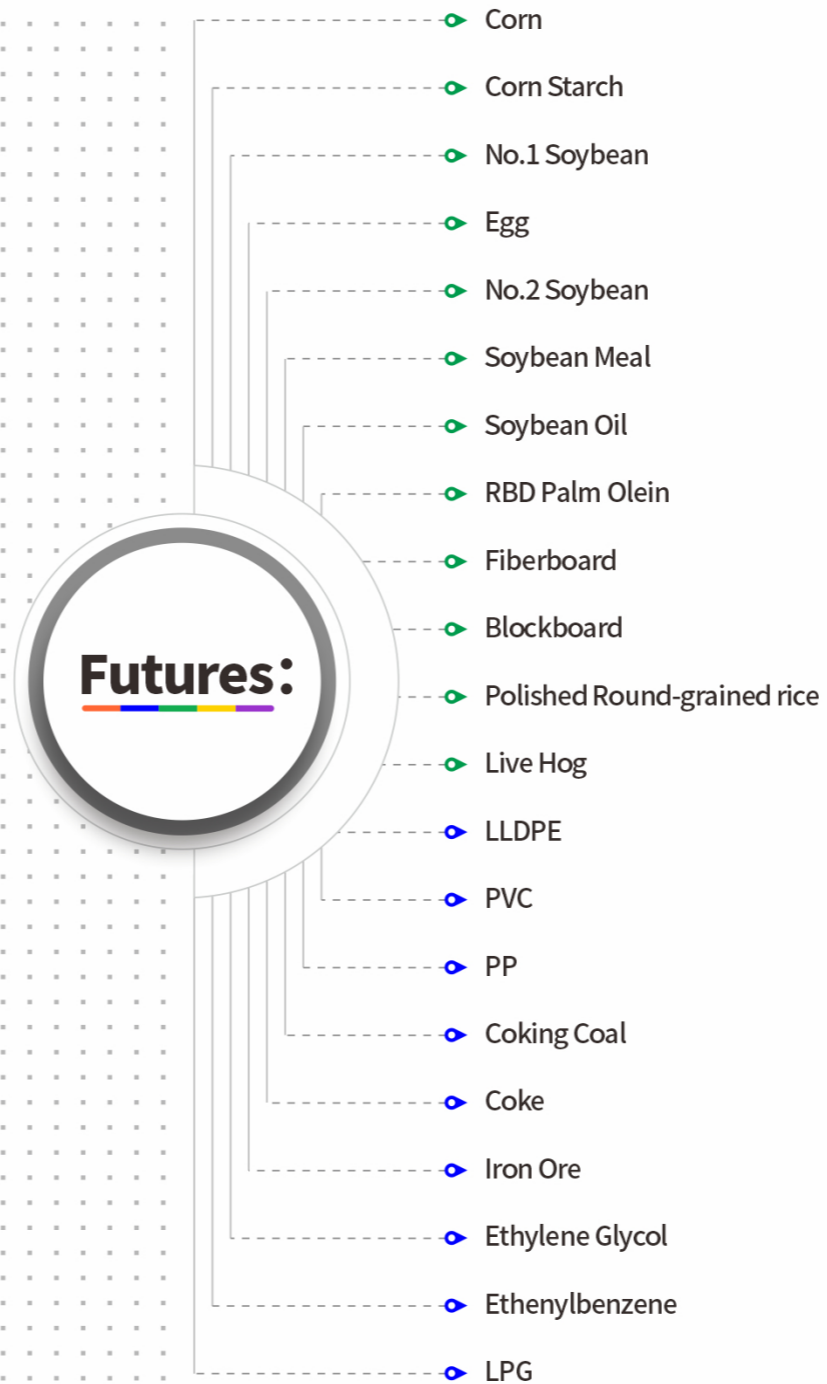 Corn
Corn Starch
No.1 Soybean
Egg
No.2 Soybean
Soybean Meal
Soybean Oil
RBD Palm Olein
Fiberboard
Blockboard
Futures:
Polished Round-grained rice
Live Hog
LLDPE
PVC
PP
Coking Coal
Coke
Iron Ore
Ethylene Glycol
Ethenylbenzene
LPG